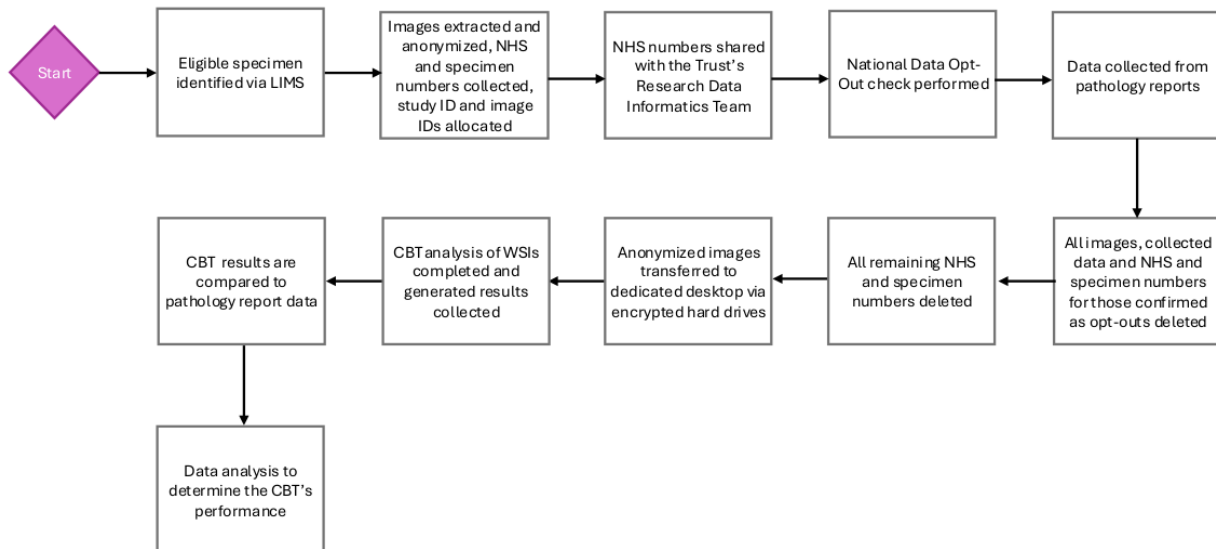 Start
Eligible specimen
identified via LIMS
Images extracted and
anonymized, NHS
and specimen
numbers collected,
study ID and image
IDs allocated
NHS numbers shared
with the Trust's
Research Data
Informatics Team
National Data Opt-
Out check performed
Data collected from
pathology reports
All images, collected
data and NHS and
specimen numbers
for those confirmed
as opt-outs deleted
All remaining NHS
and specimen
numbers deleted
Anonymized images
transferred to
dedicated desktop via
encrypted hard drives
CBT analysis of WSIs
completed and
generated results
collected
CBT results are
compared to
pathology report data
Data analysis to
determine the CBT's
performance